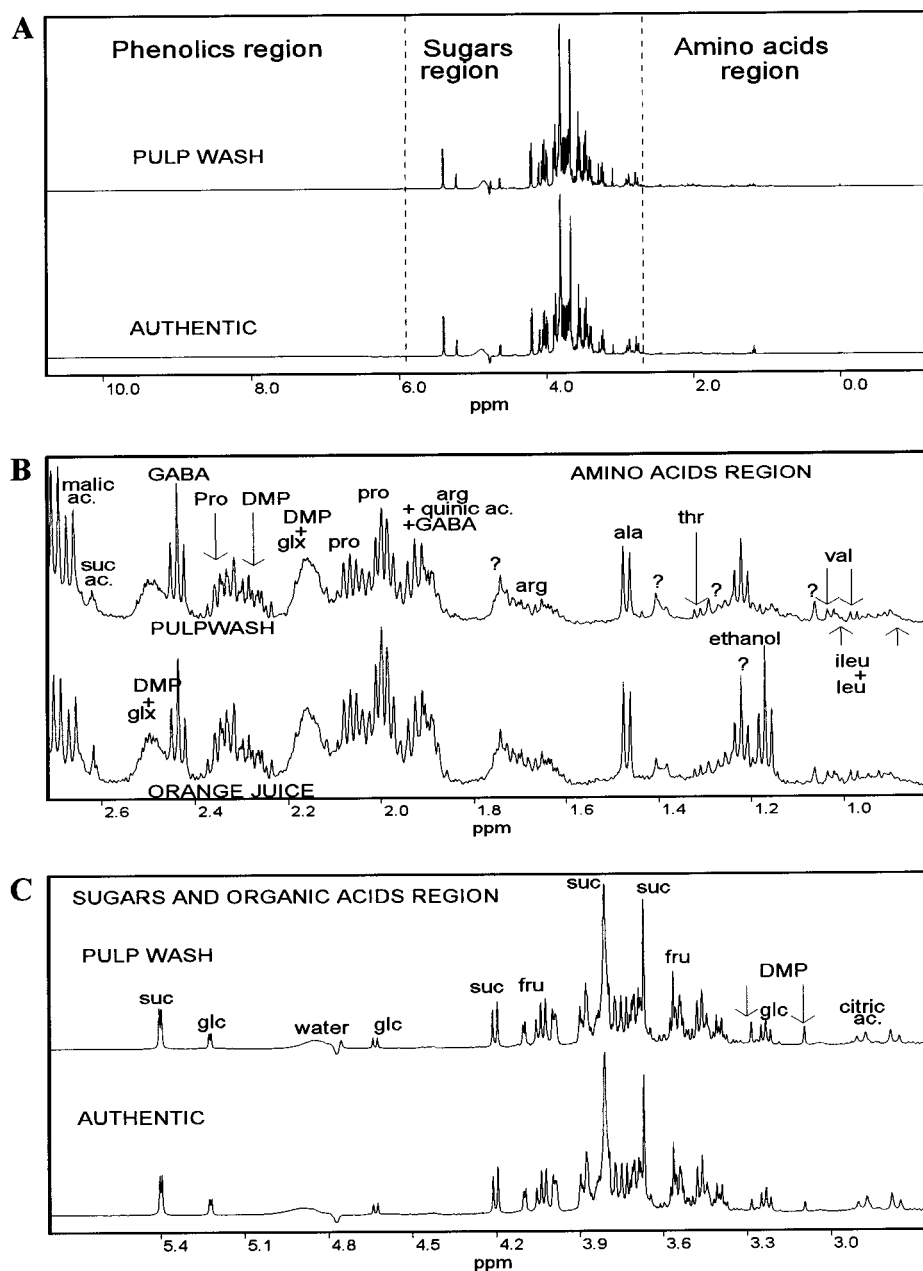 A
Phenolics region
Sugars region
Amino acids region
PULP WASH
AUTHENTIC
10.0 8.0 6.0 4.0 2.0 0.0
ppm
B
AMINO ACIDS REGION
malic ac.
suc ac.
GABA
Pro
DMP
DMP + glx
pro
pro
arg + quinic ac. +GABA
?
arg
ala
?
thr
?
?
val
ileu + leu
PULPWASH
DMP + glx
ethanol
?
ORANGE JUICE
2.6 2.4 2.2 2.0 1.8 1.6 1.4 1.2 1.0
ppm
C
SUGARS AND ORGANIC ACIDS REGION
PULP WASH
suc
glc
water
glc
suc
fru
suc
suc
fru
DMP
glc
citric ac.
AUTHENTIC
5.4 5.1 4.8 4.5 4.2 3.9 3.6 3.3 3.0
ppm